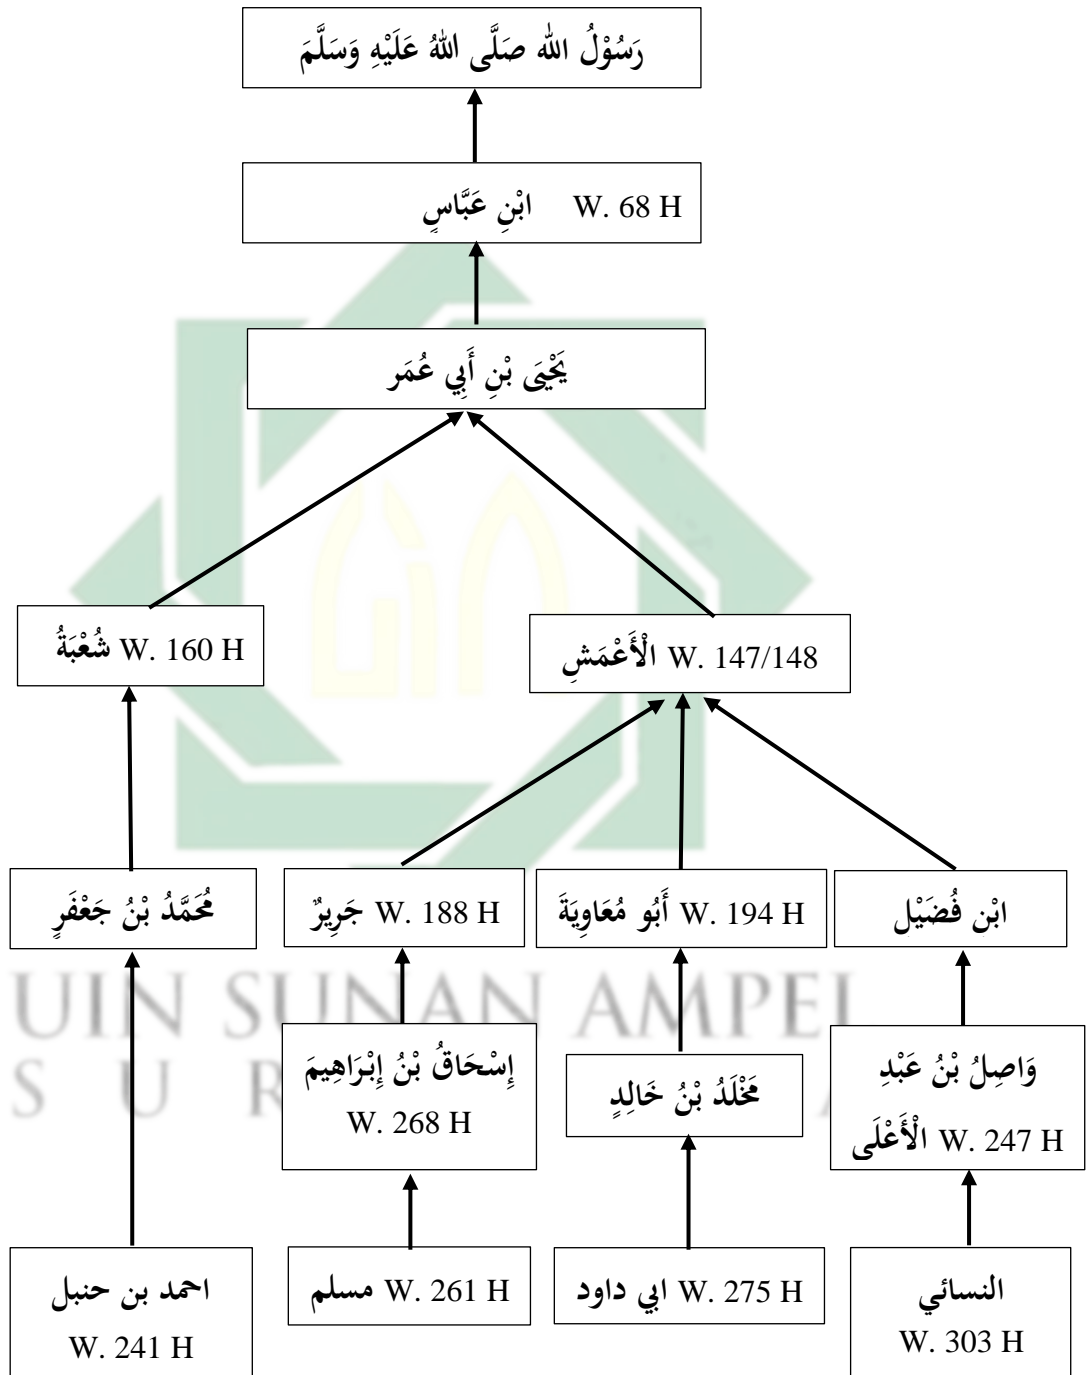 رَسُوْلُ الله صَلَّى اللهُ عَلَيْهِ وَسَلَّمَ
ابْنِ عَبَّاسٍ W. 68 H
يَحْيَى بْنِ أَبِي عُمَر
شُعْبَةُ W. 160 H
الْأَعْمَشِ W. 147/148
مُحَمَّدُ بْنُ جَعْفَرٍ
جَرِيرٌ W. 188 H
أَبُو مُعَاوِيَةَ W. 194 H
ابْن فُضَيْل
إِسْحَاقُ بْنُ إِبْرَاهِيمَ
W. 268 H
مَخْلَدُ بْنُ خَالِدٍ
وَاصِلُ بْنُ عَبْدِ
الْأَعْلَى W. 247 H
احمد بن حنبل
W. 241 H
مسلم W. 261 H
ابي داود W. 275 H
النسائي
W. 303 H
UIN SUNAN AMPEL